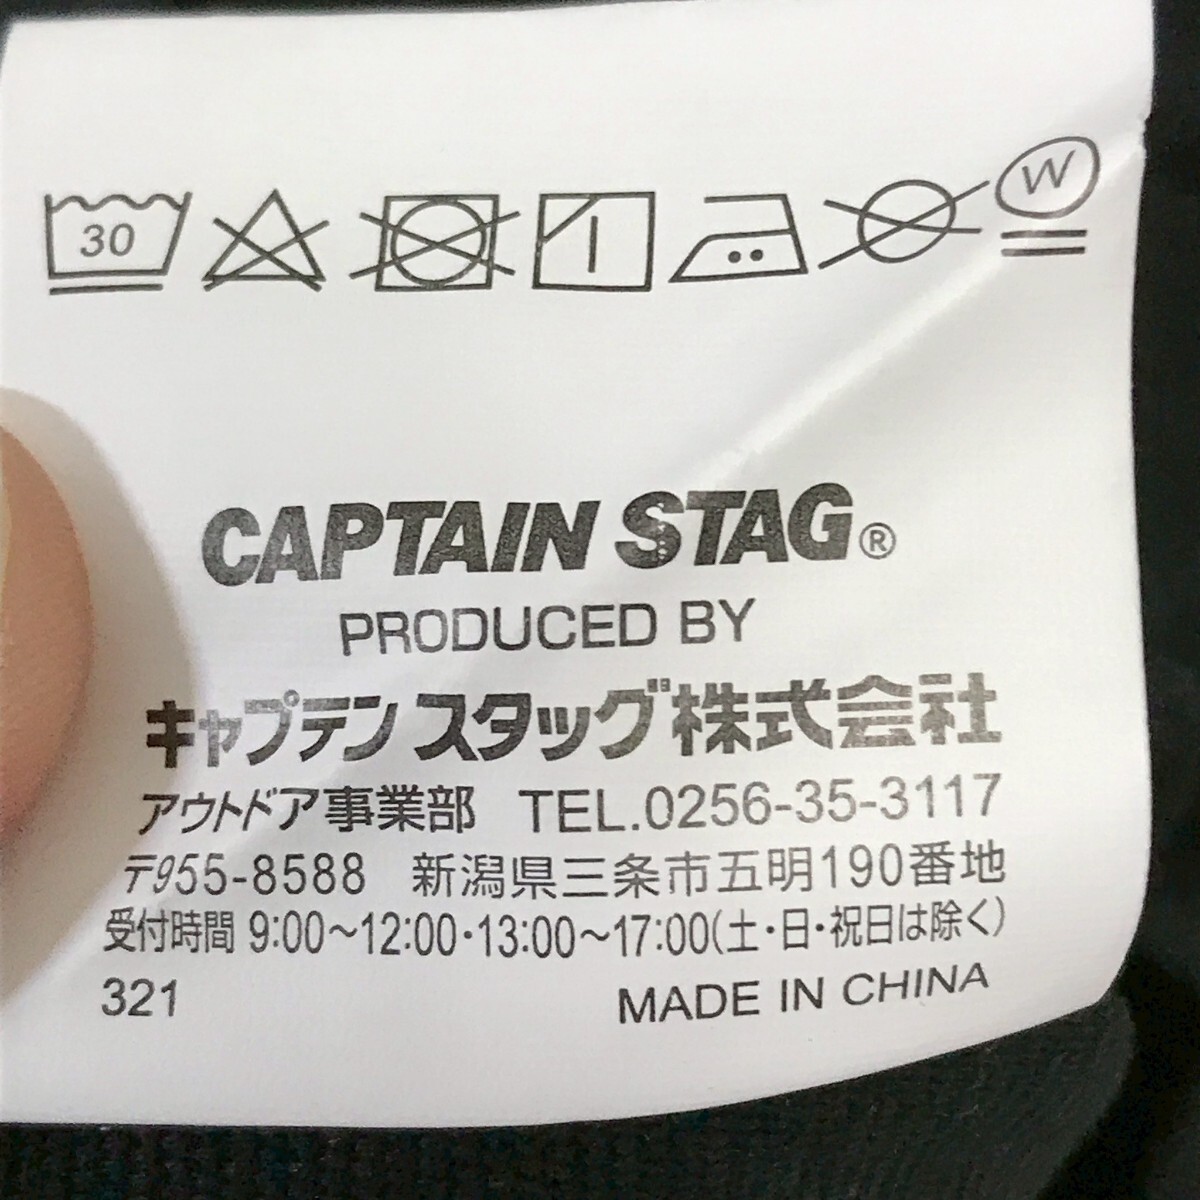 30 W
CAPTAIN STAG®
PRODUCED BY
キャプテンスタッグ株式会社
アウトドア事業部 TEL.0256-35-3117
〒955-8588 新潟県三条市五明190番地
受付時間 9:00〜12:00・13:00〜17:00(土・日・祝日は除く)
321 MADE IN CHINA